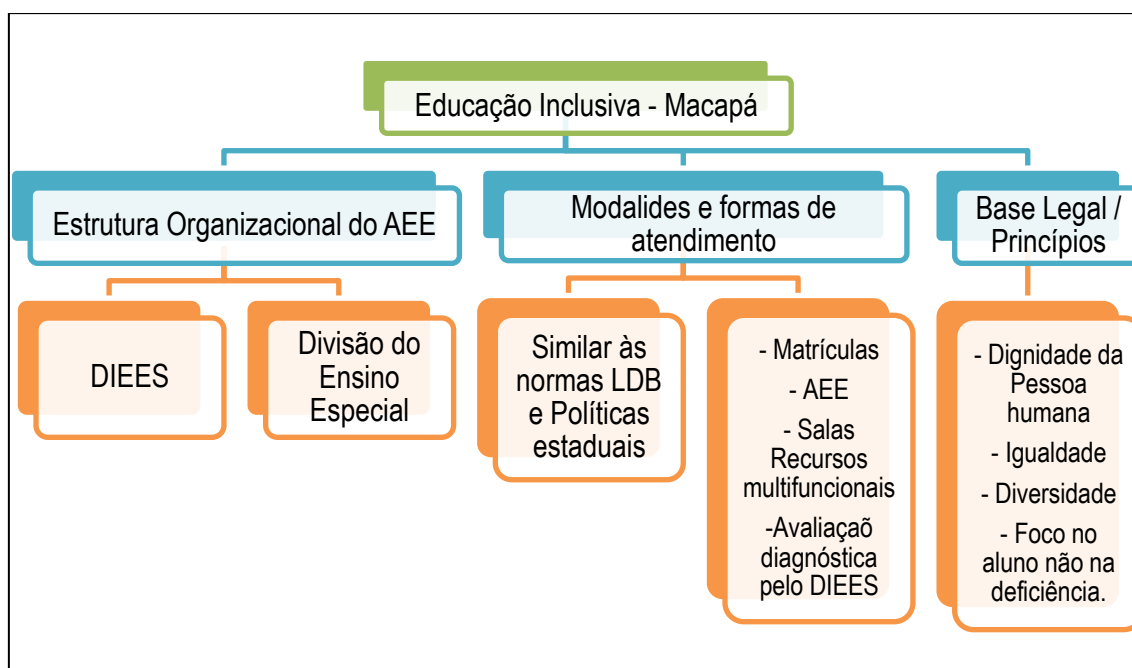 Educação Inclusiva - Macapá
Estrutura Organizacional do AEE
Modalides e formas de
atendimento
Base Legal /
Princípios
DIEES
Divisão do
Ensino
Especial
Similar às
normas LDB
e Políticas
estaduais
- Matrículas
- AEE
- Salas
Recursos
multifuncionais
-Avaliaçaõ
diagnóstica
pelo DIEES
- Dignidade da
Pessoa
humana
- Igualdade
- Diversidade
- Foco no
aluno não na
deficiência.